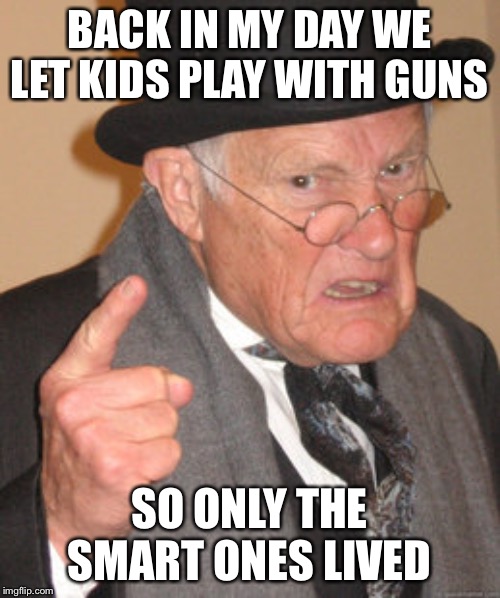 BACK IN MY DAY WE
LET KIDS PLAY WITH GUNS
SO ONLY THE
SMART ONES LIVED
imgflip.com